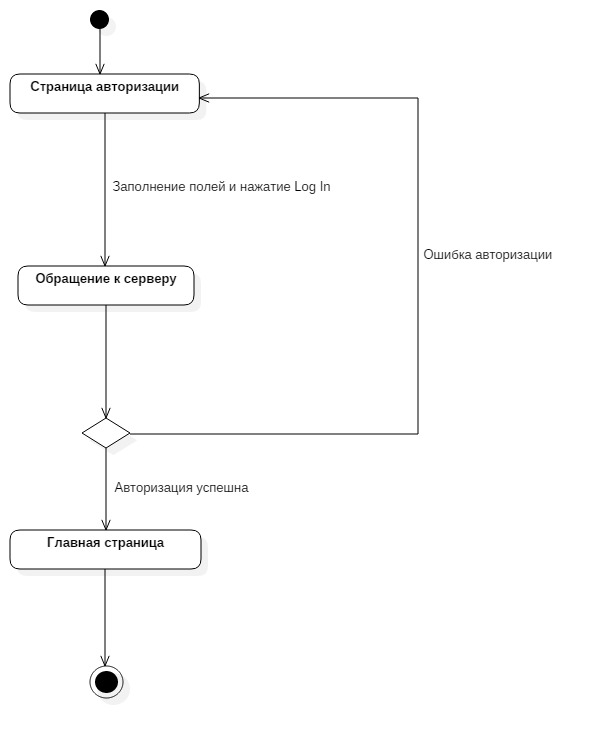 Страница авторизации
Заполнение полей и нажатие Log In
Ошибка авторизации
Обращение к серверу
Авторизация успешна
Главная страница